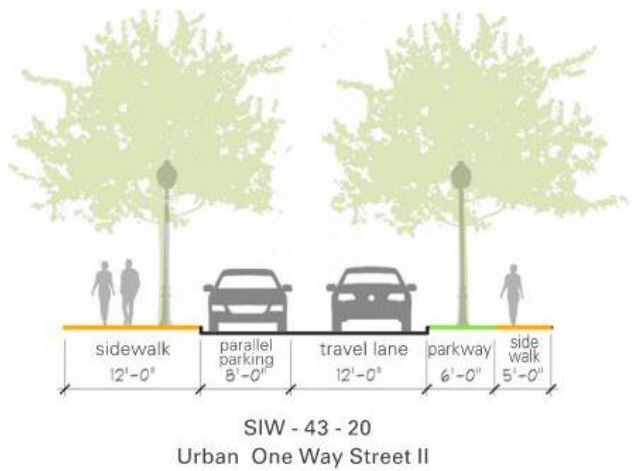 sidewalk
12'-0"
parallel
parking
8'-0"
travel lane
12'-0"
parkway
6'-0"
side
walk
5'-0"
SIW - 43 - 20
Urban One Way Street II